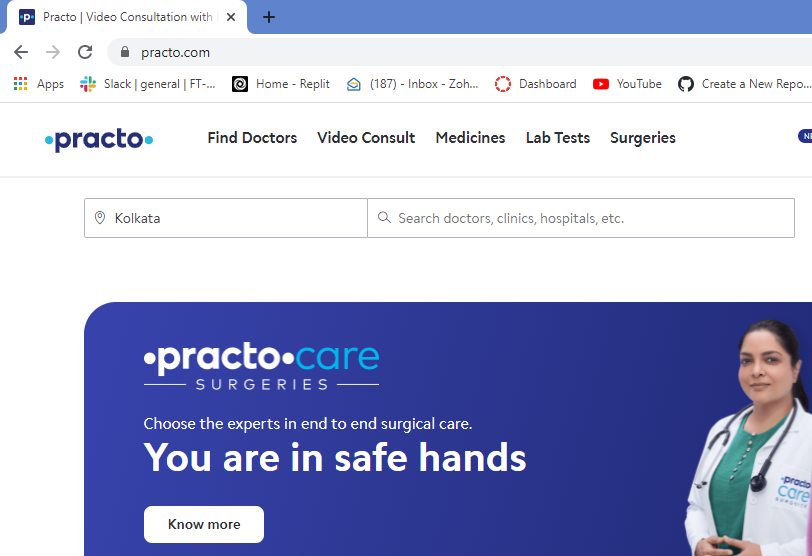 Practo | Video Consultation with
practo.com
Apps
Slack | general | FT-...
Home - Replit
(187) - Inbox - Zoh...
Dashboard
YouTube
Create a New Repo...
•practo•
Find Doctors
Video Consult
Medicines
Lab Tests
Surgeries
Kolkata
Search doctors, clinics, hospitals, etc.
•practo•care
SURGERIES
Choose the experts in end to end surgical care.
You are in safe hands
Know more
•practo
care
SURGERIES